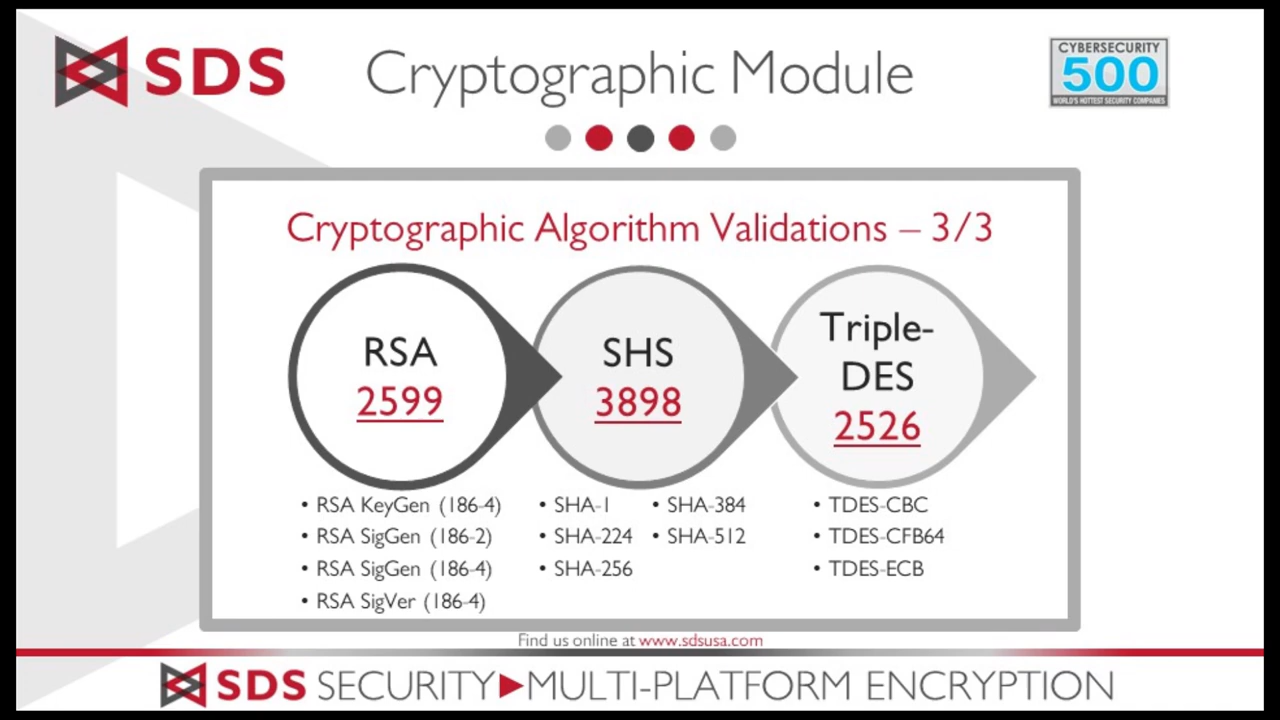 SDS
Cryptographic Module
CYBERSECURITY
500
WORLD'S HOTTEST SECURITY COMPANIES
Cryptographic Algorithm Validations – 3/3
RSA
2599
SHS
3898
Triple-
DES
2526
• RSA KeyGen (186-4)
• RSA SigGen (186-2)
• RSA SigGen (186-4)
• RSA SigVer (186-4)
• SHA-1
• SHA-224
• SHA-256
• SHA-384
• SHA-512
• TDES-CBC
• TDES-CFB64
• TDES-ECB
Find us online at www.sdsusa.com
SDS SECURITY▶MULTI-PLATFORM ENCRYPTION